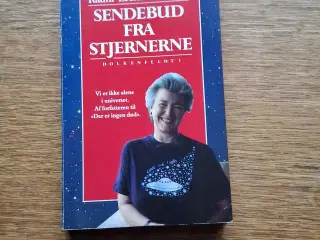 SENDEBUD
FRA
STJERNERNE
HOLKENFELDT 1
Vi er ikke alene
i universet.
Af forfatteren til
»Der er ingen død«.